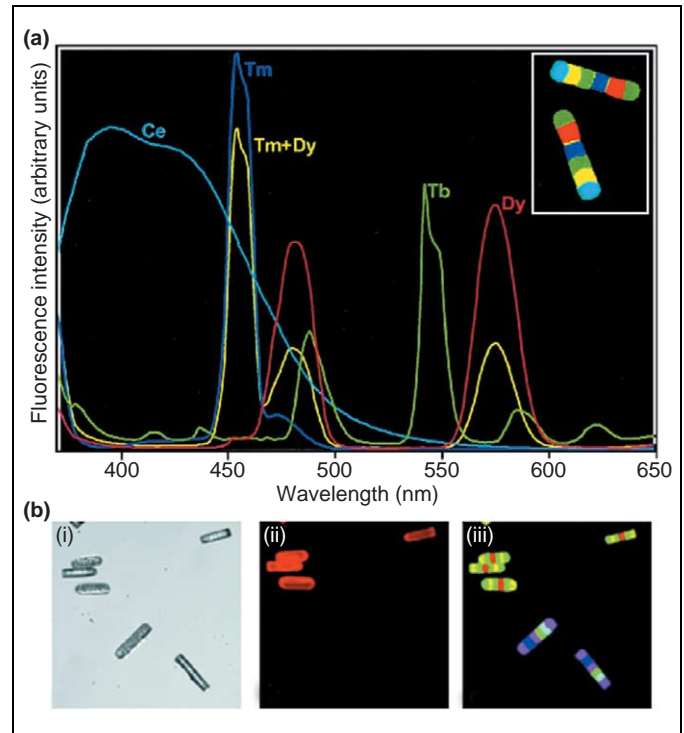 (a)
Fluorescence intensity (arbitrary units)
Tm
Ce
Tm+Dy
Tb
Dy
400 450 500 550 600 650
Wavelength (nm)
(b)
(i) (ii) (iii)